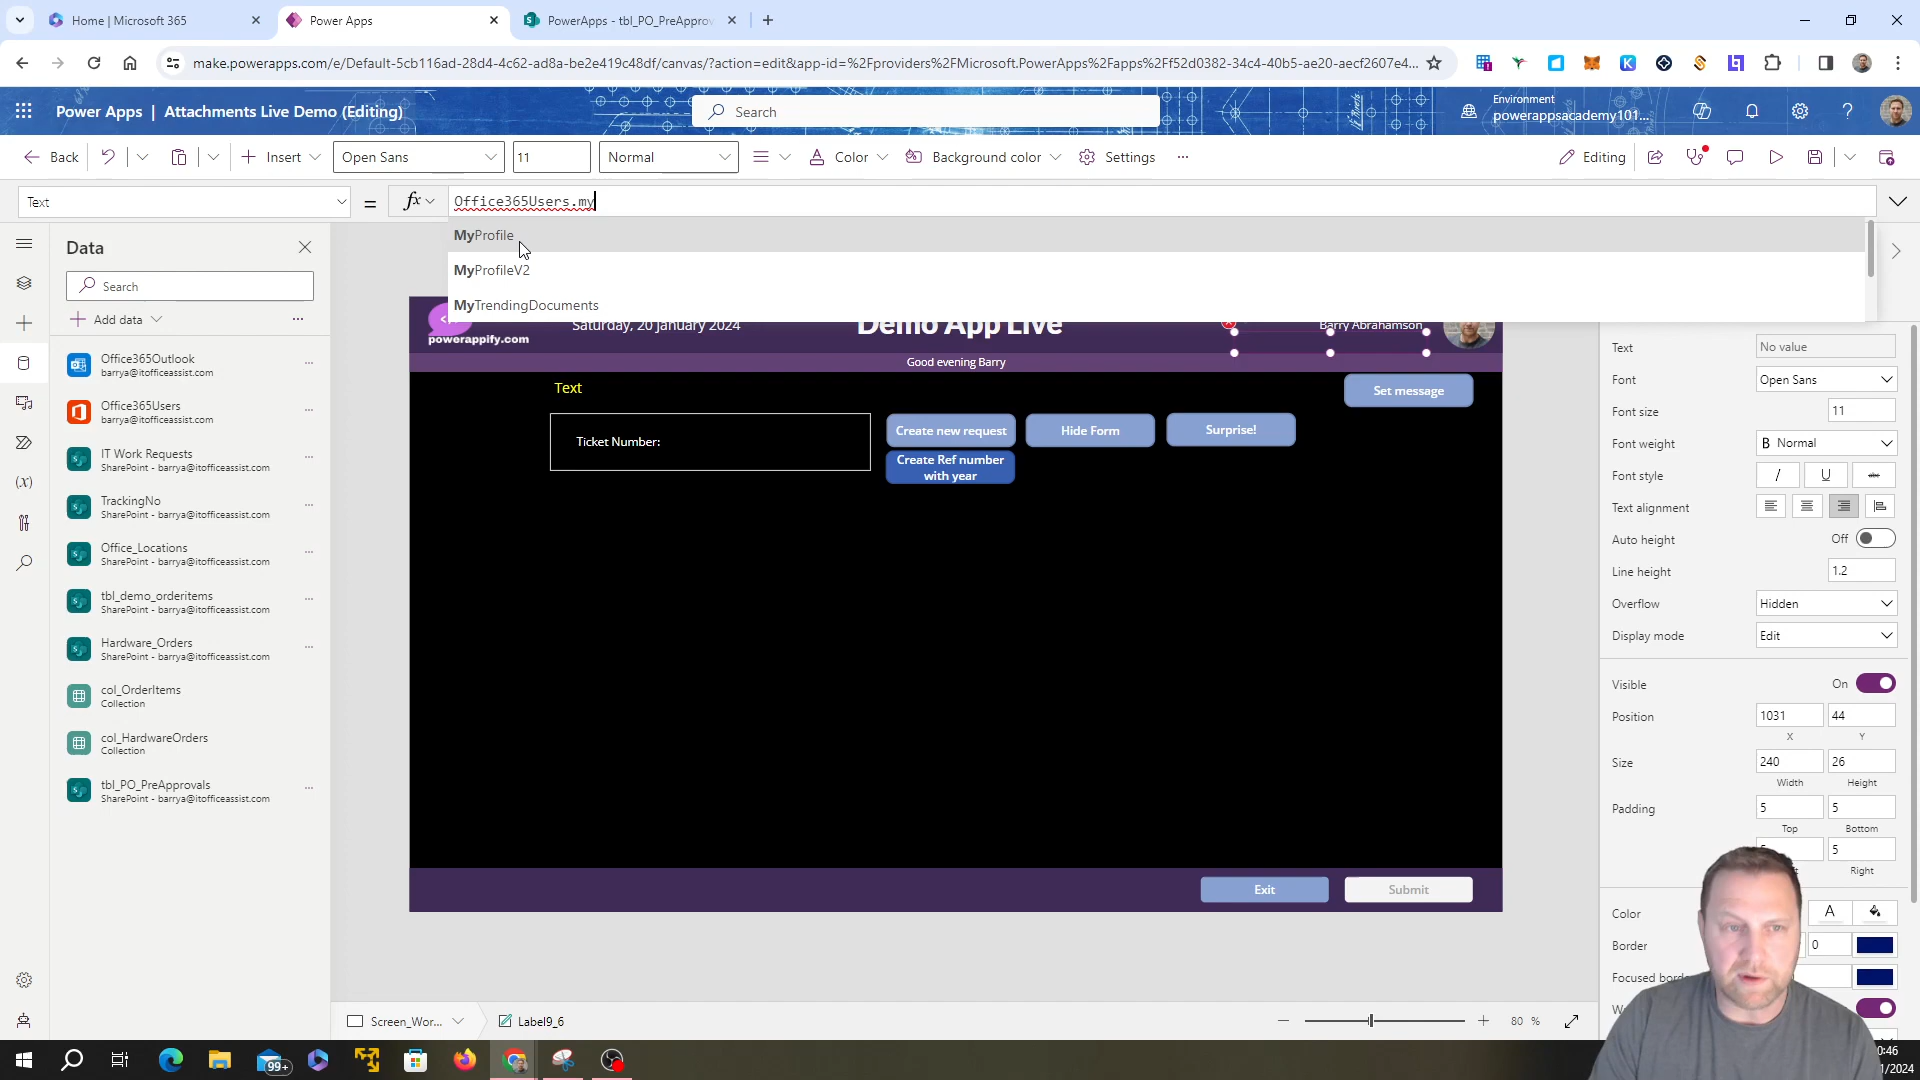 Home | Microsoft 365
Power Apps
PowerApps - tbl_PO_PreApprov
make.powerapps.com/e/Default-5cb116ad-28d4-4c62-ad8a-be2e419c48df/canvas/?action=edit&app-id=%2Fproviders%2FMicrosoft.PowerApps%2Fapps%2Ff52d0382-34c4-40b5-ae20-aecf2607e4...
Power Apps | Attachments Live Demo (Editing)
Search
Environment
powerappsacademy101...
Back
Insert
Open Sans
11
Normal
Color
Background color
Settings
Editing
Text
=
fx
Office365Users.my
MyProfile
MyProfileV2
MyTrendingDocuments
Data
Search
Add data
Office365Outlook
barrya@itofficeassist.com
Office365Users
barrya@itofficeassist.com
IT Work Requests
SharePoint - barrya@itofficeassist.com
TrackingNo
SharePoint - barrya@itofficeassist.com
Office_Locations
SharePoint - barrya@itofficeassist.com
tbl_demo_orderitems
SharePoint - barrya@itofficeassist.com
Hardware_Orders
SharePoint - barrya@itofficeassist.com
col_OrderItems
Collection
col_HardwareOrders
Collection
tbl_PO_PreApprovals
SharePoint - barrya@itofficeassist.com
powerappify.com
Saturday, 20 January 2024
Demo App Live
Barry Abrahamson
Good evening Barry
Text
Set message
Ticket Number:
Create new request
Hide Form
Surprise!
Create Ref number
with year
Exit
Submit
Text
No value
Font
Open Sans
Font size
11
Font weight
B Normal
Font style
/
U
abc
Text alignment
Auto height
Off
Line height
1.2
Overflow
Hidden
Display mode
Edit
Visible
On
Position
1031
44
X
Y
Size
240
26
Width
Height
Padding
5
5
Top
Bottom
5
Right
Color
A
Border
0
Focused bord
Screen_Wor...
Label9_6
80 %
99+
0:46
1/2024